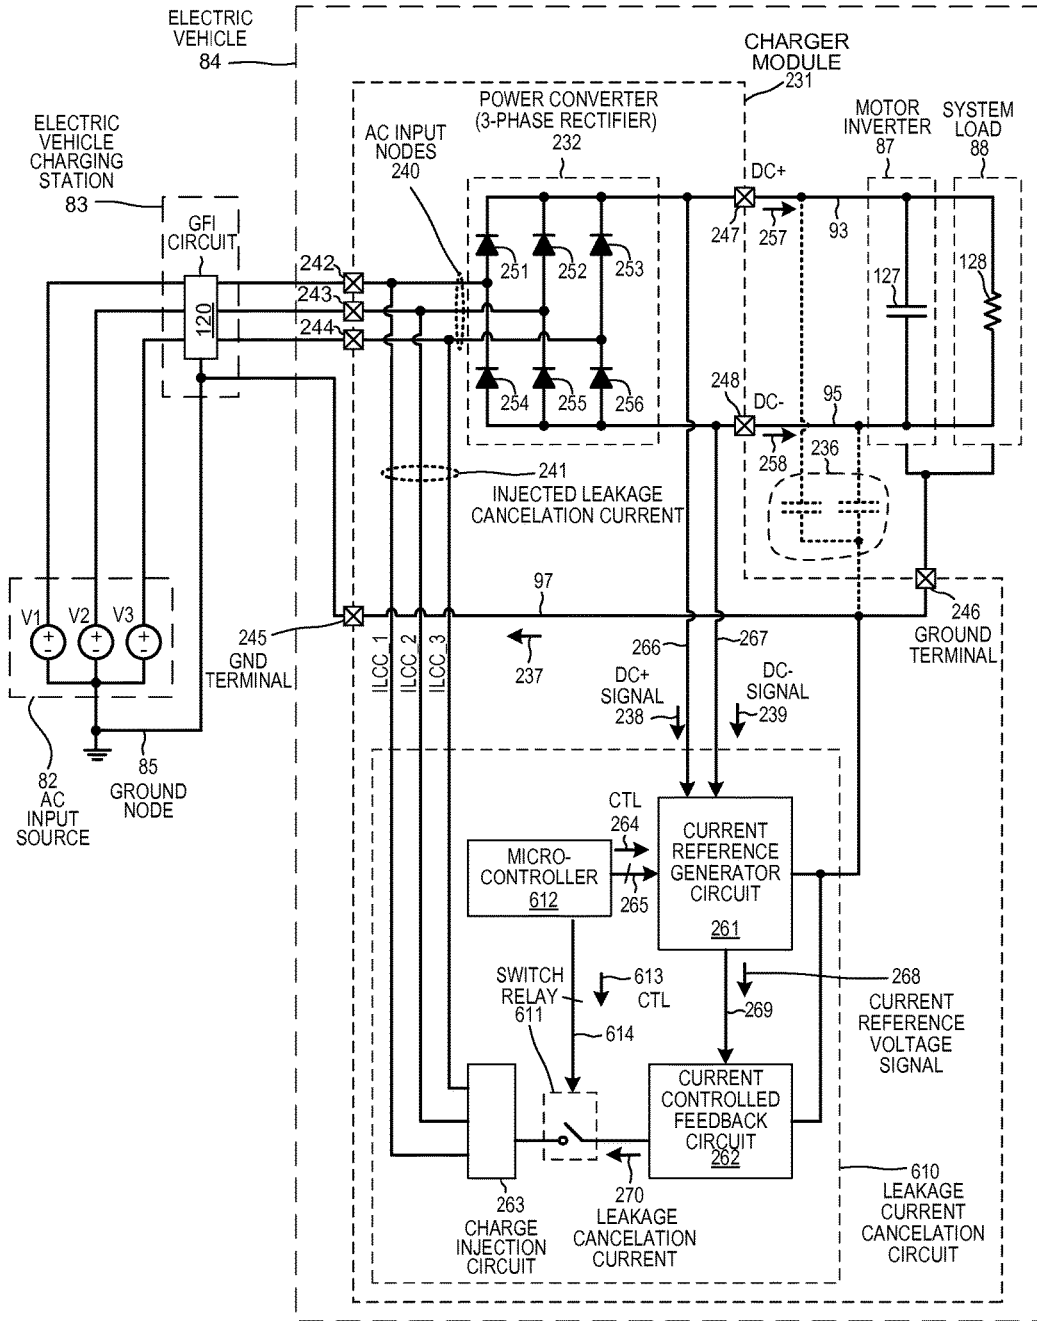 ELECTRIC
VEHICLE
84
CHARGER
MODULE
231
POWER CONVERTER
(3-PHASE RECTIFIER)
232
AC INPUT
NODES
240
MOTOR
INVERTER
87
SYSTEM
LOAD
88
ELECTRIC
VEHICLE
CHARGING
STATION
83
GFI
CIRCUIT
120
242
243
244
251
252
253
254
255
256
DC+
247
257
93
127
128
248
DC-
258
95
236
241
INJECTED LEAKAGE
CANCELATION CURRENT
V1
V2
V3
+
-
+
-
+
-
245
GND
TERMINAL
97
237
ILCC_1
ILCC_2
ILCC_3
266
267
246
GROUND
TERMINAL
DC+
SIGNAL
238
DC-
SIGNAL
239
82
AC
INPUT
SOURCE
85
GROUND
NODE
CTL
264
265
MICRO-
CONTROLLER
612
CURRENT
REFERENCE
GENERATOR
CIRCUIT
261
SWITCH
RELAY
611
613
CTL
614
268
CURRENT
REFERENCE
VOLTAGE
SIGNAL
269
CURRENT
CONTROLLED
FEEDBACK
CIRCUIT
262
263
CHARGE
INJECTION
CIRCUIT
270
LEAKAGE
CANCELATION
CURRENT
610
LEAKAGE
CURRENT
CANCELATION
CIRCUIT